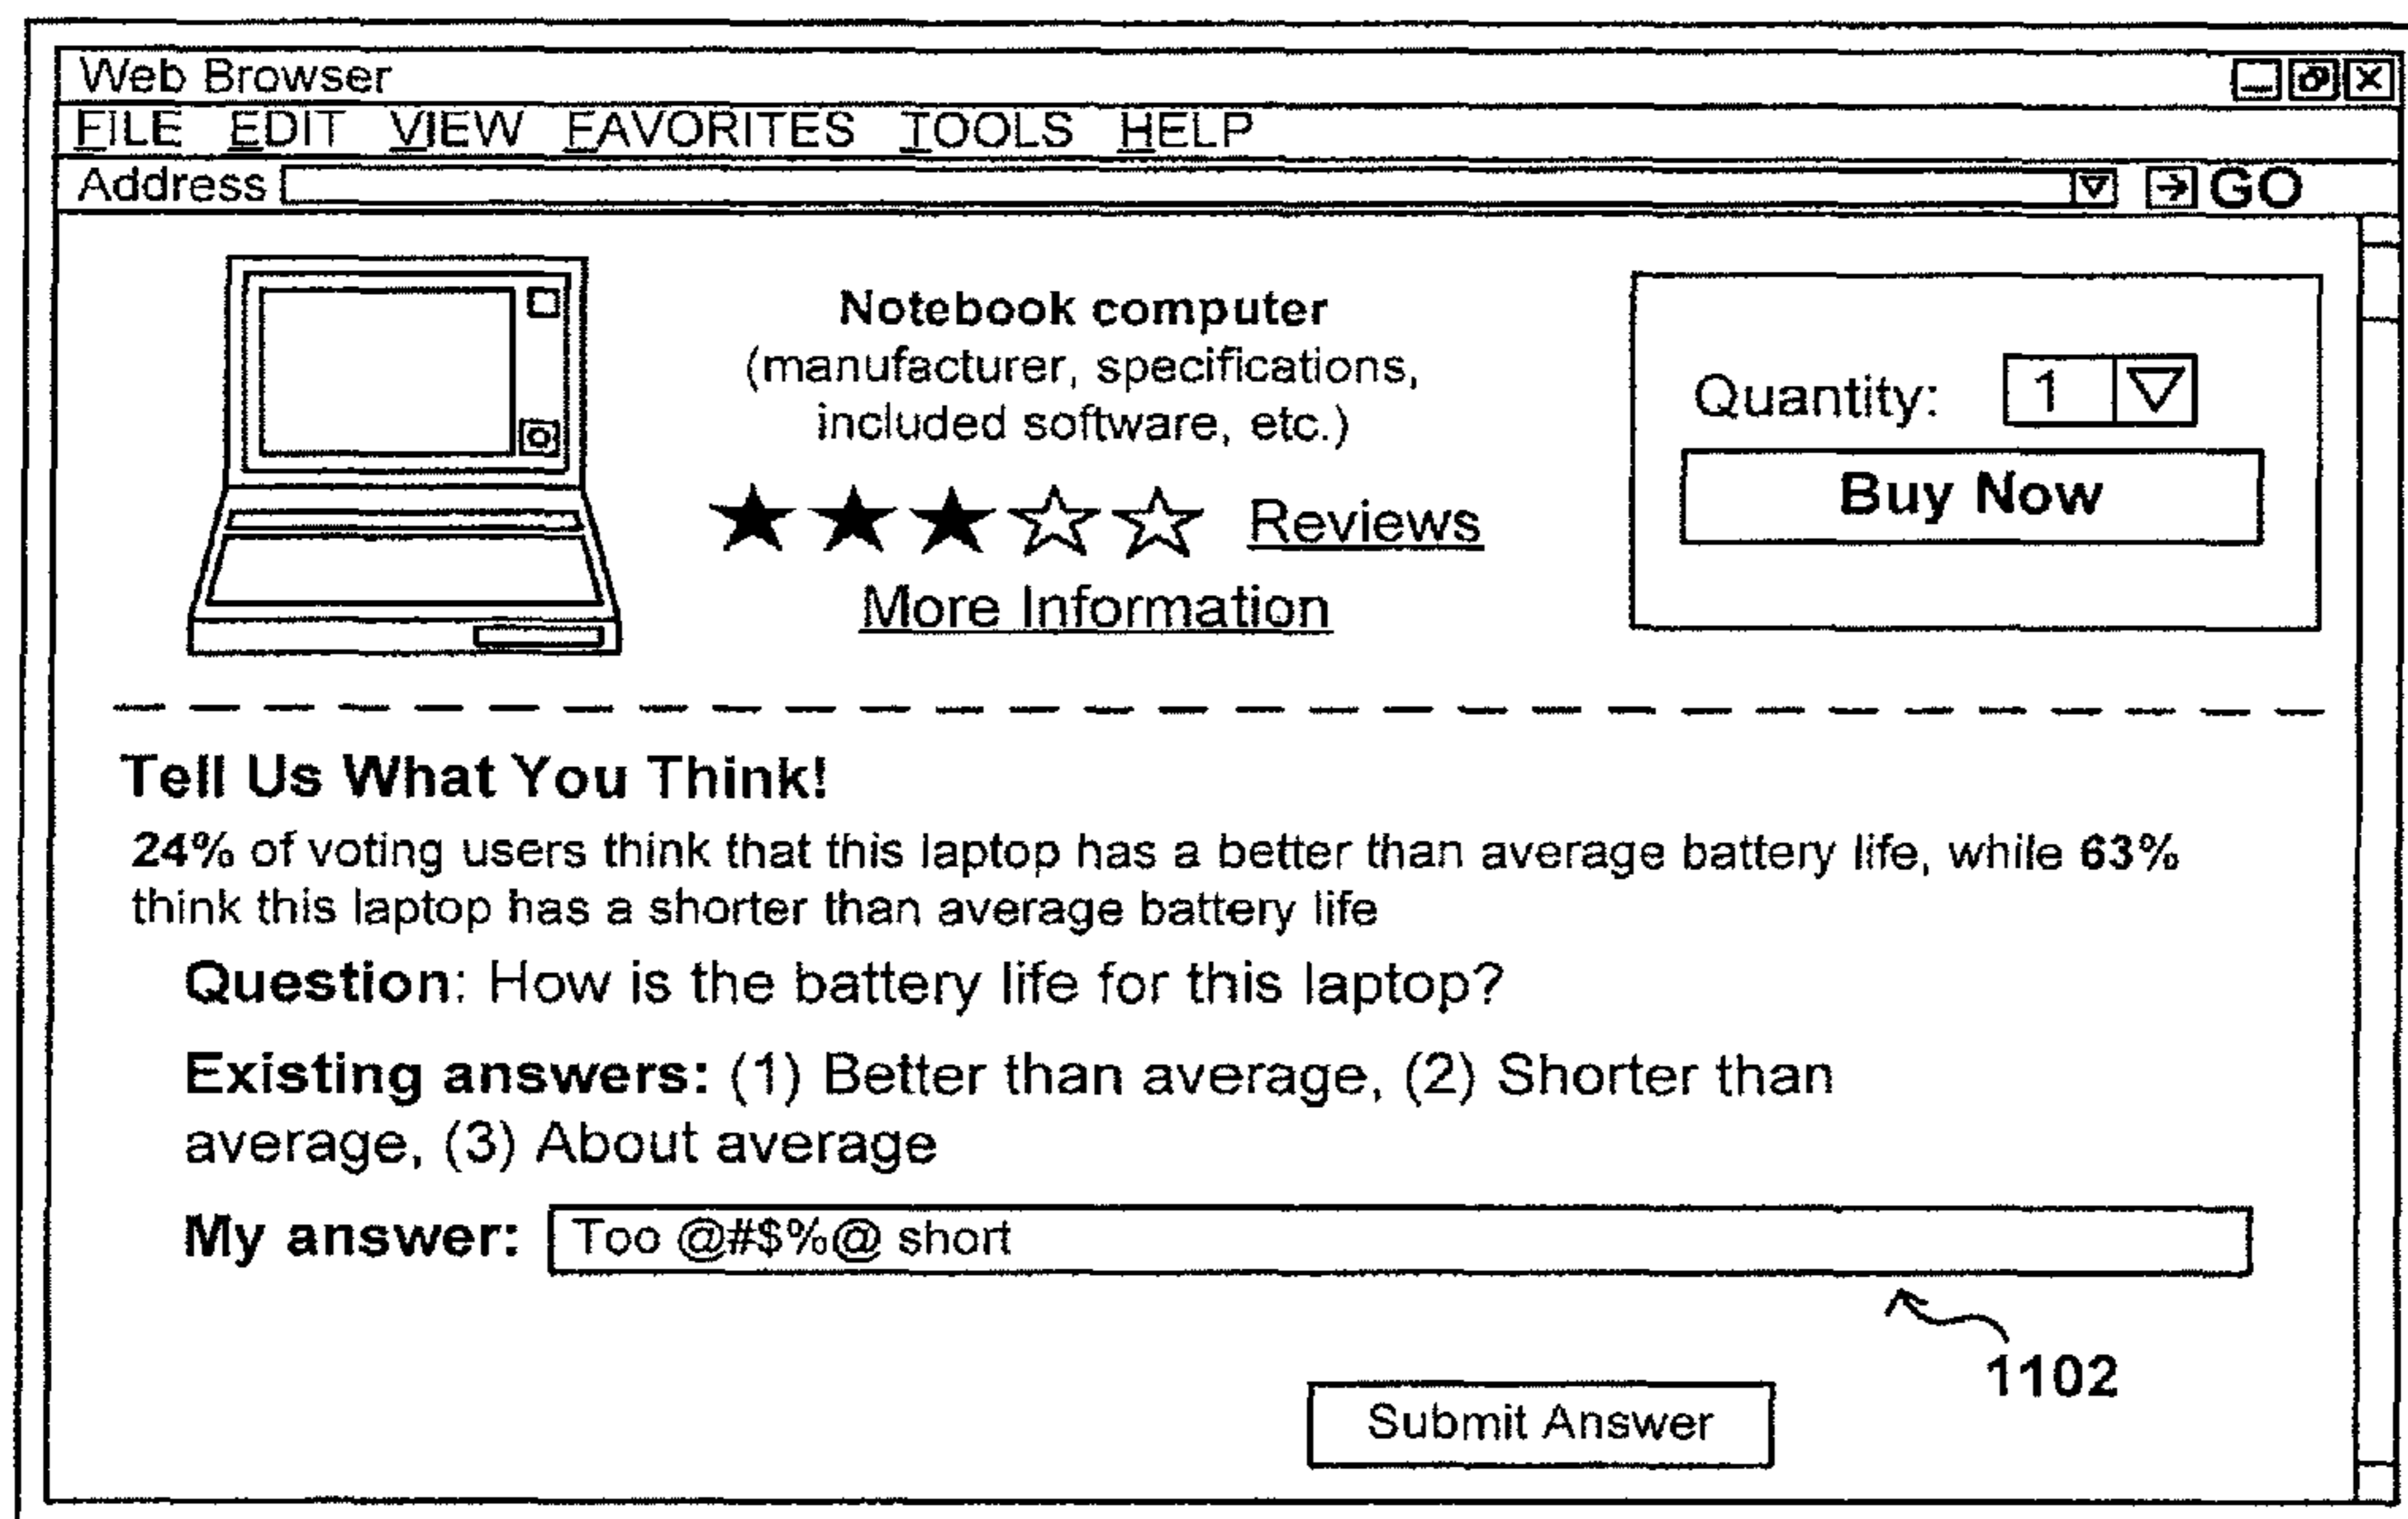 Web Browser
FILE EDIT VIEW FAVORITES TOOLS HELP
Address GO
Notebook computer
(manufacturer, specifications,
included software, etc.)
Reviews
More Information
Quantity: 1
Buy Now
Tell Us What You Think!
24% of voting users think that this laptop has a better than average battery life, while 63%
think this laptop has a shorter than average battery life
Question: How is the battery life for this laptop?
Existing answers: (1) Better than average, (2) Shorter than
average, (3) About average
My answer: Too @#$%@ short
1102
Submit Answer